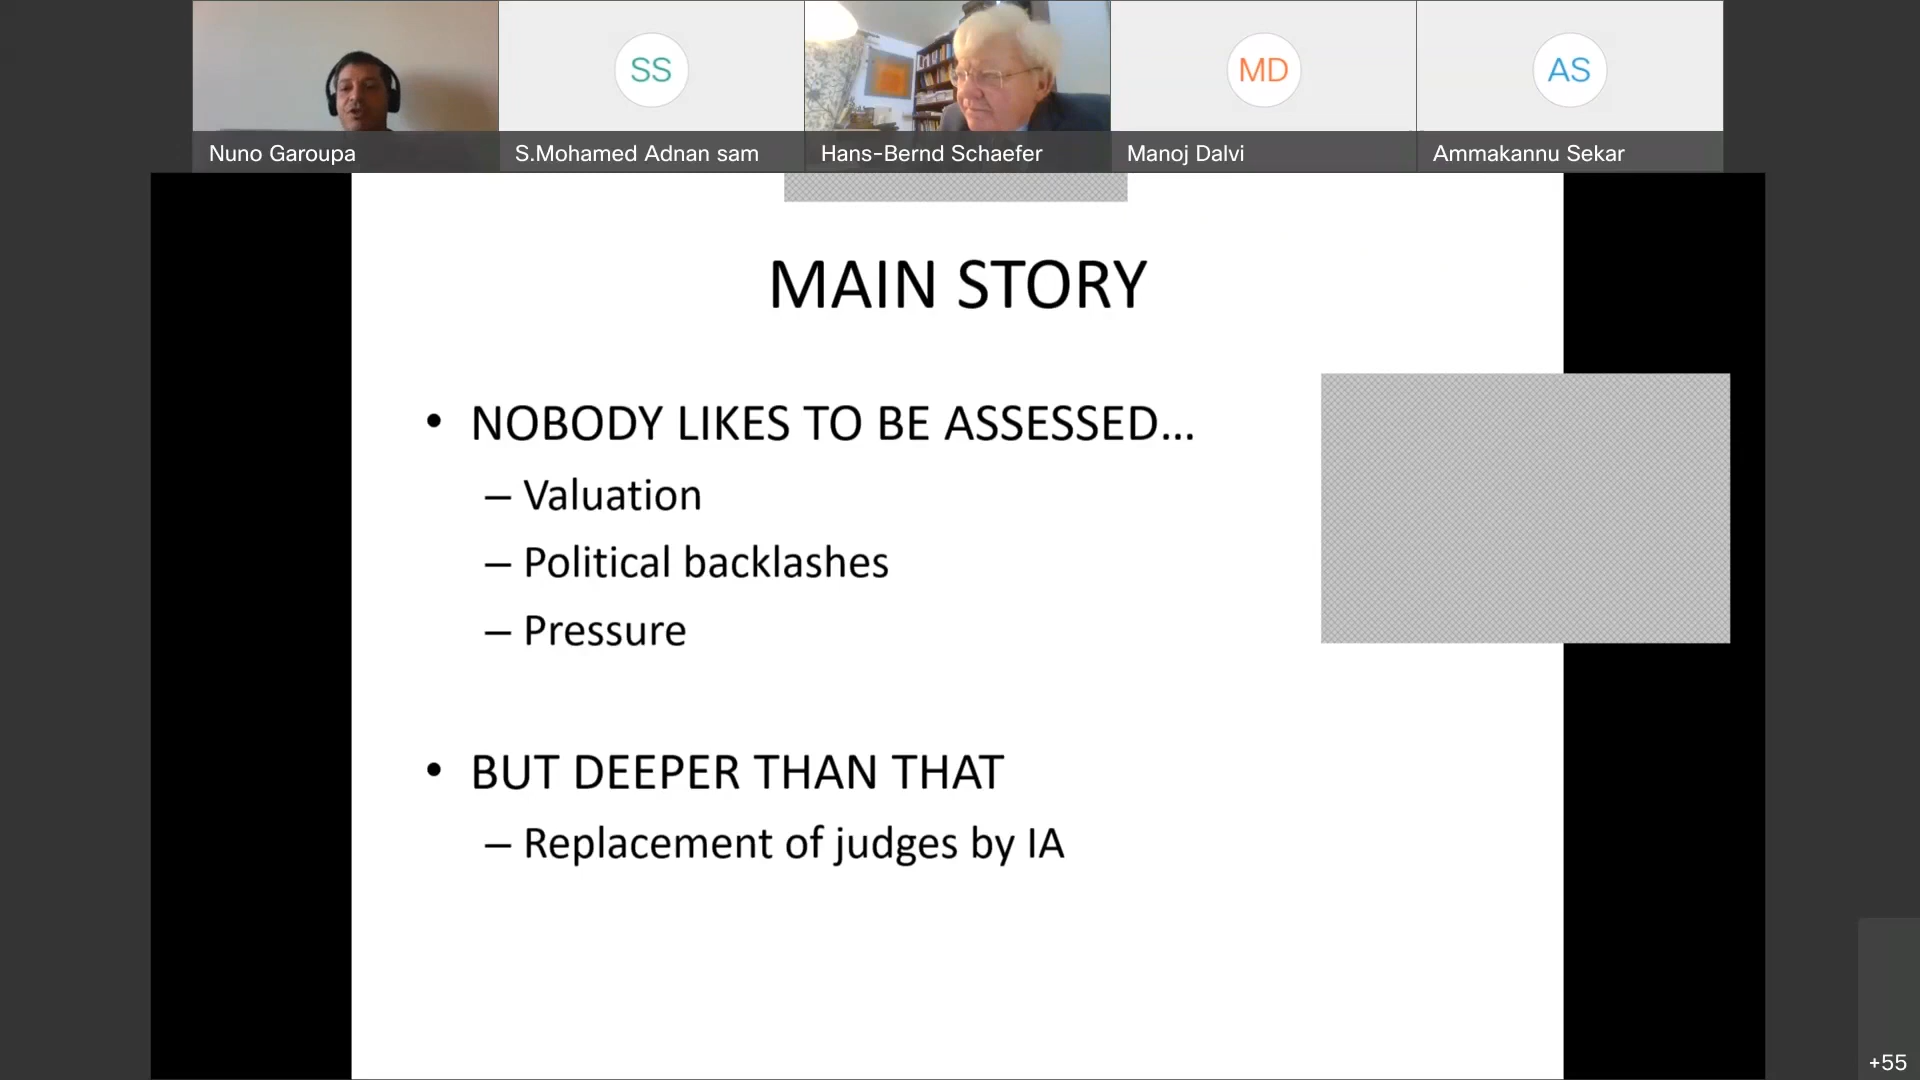 SS
MD
AS
Nuno Garoupa
S.Mohamed Adnan sam
Hans-Bernd Schaefer
Manoj Dalvi
Ammakannu Sekar
MAIN STORY
• NOBODY LIKES TO BE ASSESSED...
– Valuation
– Political backlashes
– Pressure
• BUT DEEPER THAN THAT
– Replacement of judges by IA
+55